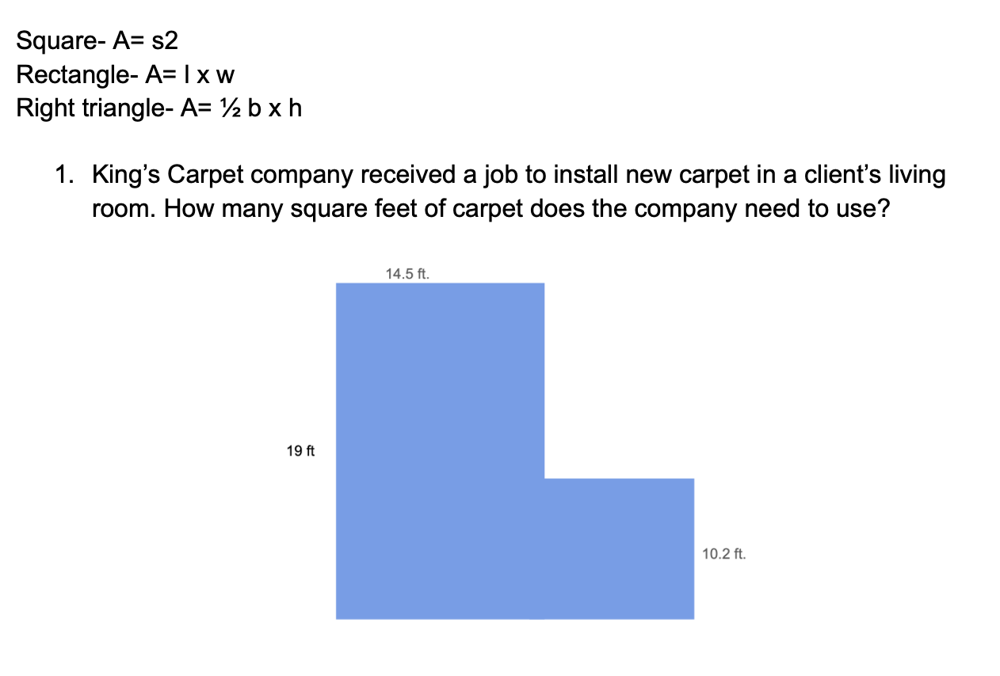 Square- A= s2
Rectangle- A= l x w
Right triangle- A= ½ b x h
1. King’s Carpet company received a job to install new carpet in a client’s living
room. How many square feet of carpet does the company need to use?
14.5 ft.
19 ft
10.2 ft.